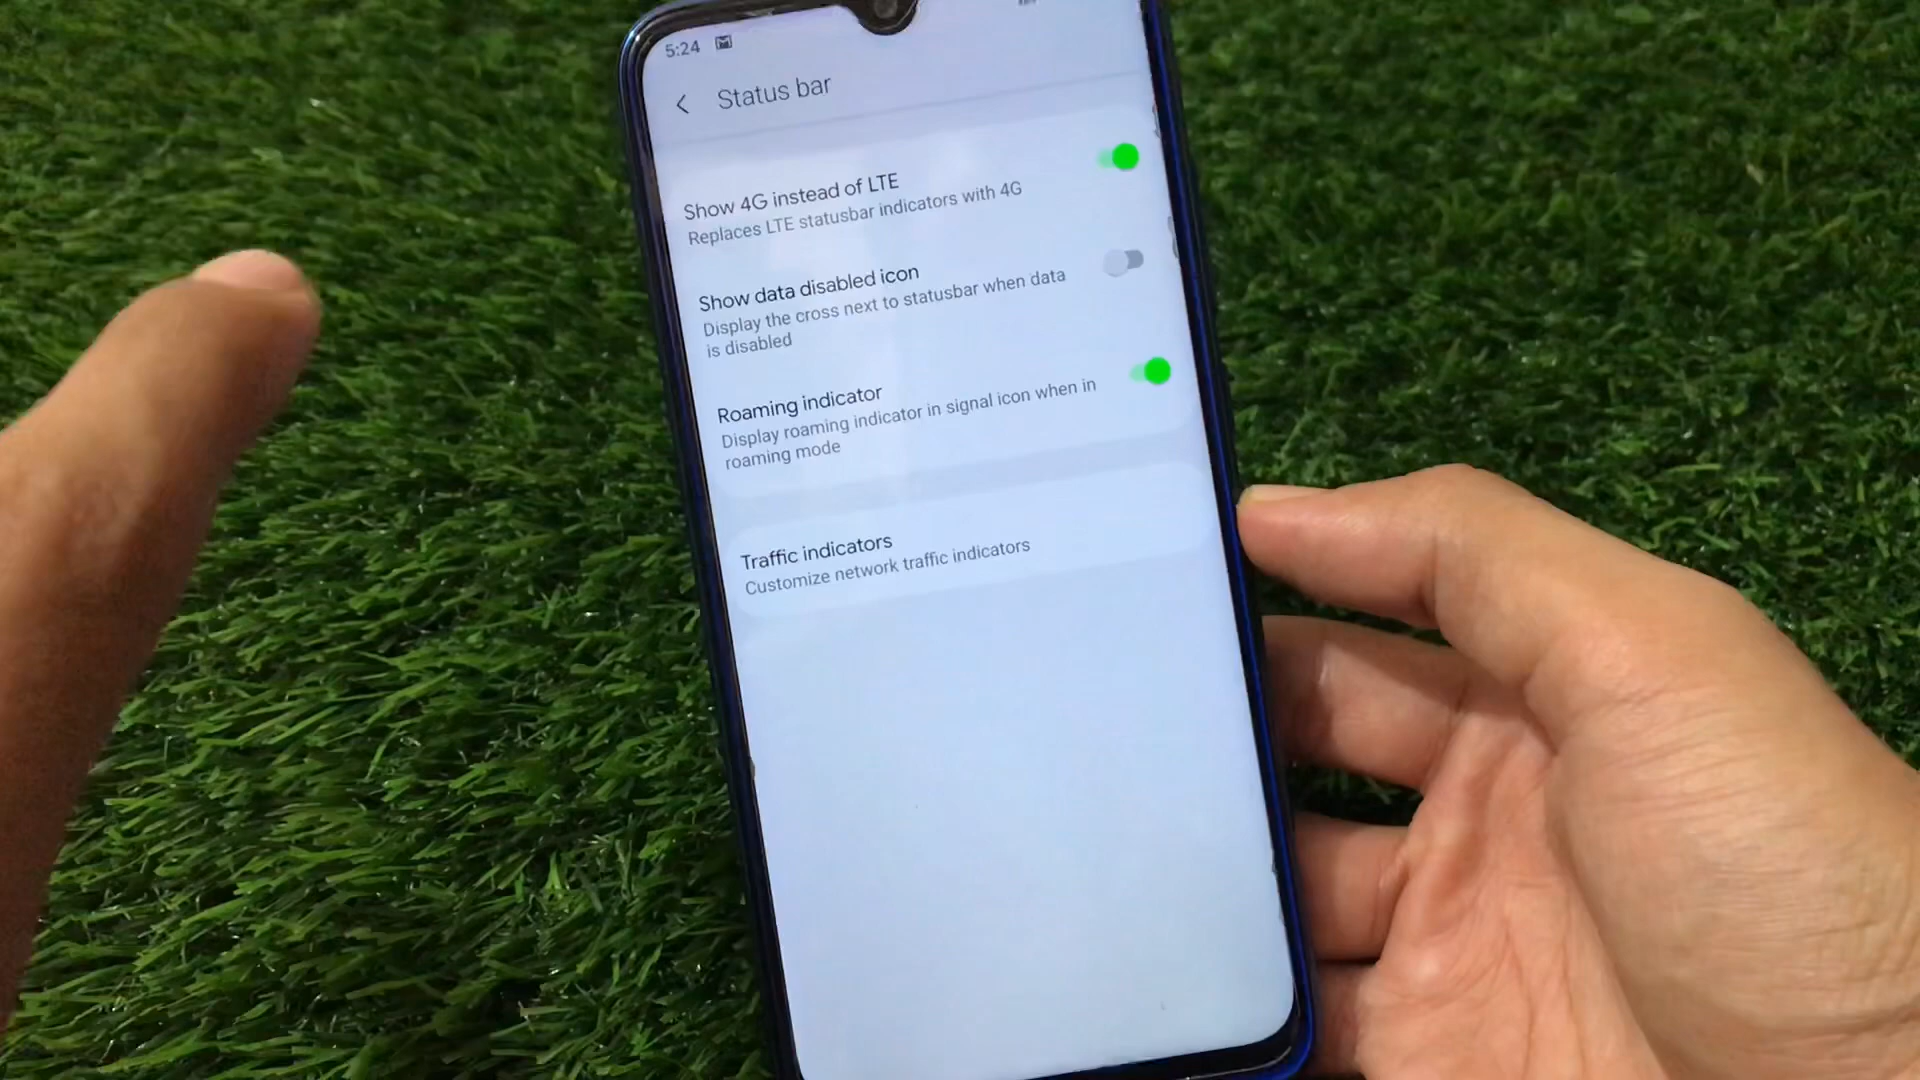 5:24
Status bar
Show 4G instead of LTE
Replaces LTE statusbar indicators with 4G
Show data disabled icon
Display the cross next to statusbar when data
is disabled
Roaming indicator
Display roaming indicator in signal icon when in
roaming mode
Traffic indicators
Customize network traffic indicators